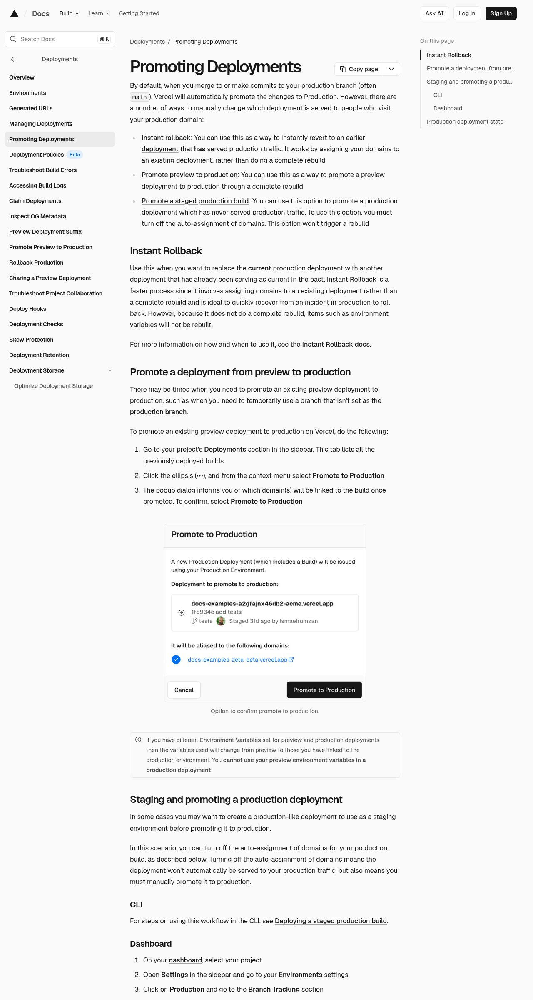 Docs
Build
Learn
Getting Started
Ask AI
Log In
Sign Up
Search Docs
⌘ K
Deployments
Overview
Environments
Generated URLs
Managing Deployments
Promoting Deployments
Deployment Policies Beta
Troubleshoot Build Errors
Accessing Build Logs
Claim Deployments
Inspect OG Metadata
Preview Deployment Suffix
Promote Preview to Production
Rollback Production
Sharing a Preview Deployment
Troubleshoot Project Collaboration
Deploy Hooks
Deployment Checks
Skew Protection
Deployment Retention
Deployment Storage
Optimize Deployment Storage
Deployments / Promoting Deployments
Promoting Deployments
Copy page
By default, when you merge to or make commits to your production branch (often
main), Vercel will automatically promote the changes to Production. However, there are
a number of ways to manually change which deployment is served to people who visit
your production domain:
Instant rollback: You can use this as a way to instantly revert to an earlier
deployment that has served production traffic. It works by assigning your domains to
an existing deployment, rather than doing a complete rebuild
Promote preview to production: You can use this as a way to promote a preview
deployment to production through a complete rebuild
Promote a staged production build: You can use this option to promote a production
deployment which has never served production traffic. To use this option, you must
turn off the auto-assignment of domains. This option won't trigger a rebuild
Instant Rollback
Use this when you want to replace the current production deployment with another
deployment that has already been serving as current in the past. Instant Rollback is a
faster process since it involves assigning domains to an existing deployment rather than
a complete rebuild and is ideal to quickly recover from an incident in production to roll
back. However, because it does not do a complete rebuild, items such as environment
variables will not be rebuilt.
For more information on how and when to use it, see the Instant Rollback docs.
Promote a deployment from preview to production
There may be times when you need to promote an existing preview deployment to
production, such as when you need to temporarily use a branch that isn't set as the
production branch.
To promote an existing preview deployment to production on Vercel, do the following:
1. Go to your project's Deployments section in the sidebar. This tab lists all the
previously deployed builds
2. Click the ellipsis (···), and from the context menu select Promote to Production
3. The popup dialog informs you of which domain(s) will be linked to the build once
promoted. To confirm, select Promote to Production
Promote to Production
A new Production Deployment (which includes a Build) will be issued
using your Production Environment.
Deployment to promote to production:
docs-examples-a2gfajnx46db2-acme.vercel.app
1fb934e add tests
tests Staged 31d ago by ismaelrumzan
It will be aliased to the following domains:
docs-examples-zeta-beta.vercel.app
Cancel
Promote to Production
Option to confirm promote to production.
If you have different Environment Variables set for preview and production deployments
then the variables used will change from preview to those you have linked to the
production environment. You cannot use your preview environment variables in a
production deployment
Staging and promoting a production deployment
In some cases you may want to create a production-like deployment to use as a staging
environment before promoting it to production.
In this scenario, you can turn off the auto-assignment of domains for your production
build, as described below. Turning off the auto-assignment of domains means the
deployment won't automatically be served to your production traffic, but also means you
must manually promote it to production.
CLI
For steps on using this workflow in the CLI, see Deploying a staged production build.
Dashboard
1. On your dashboard, select your project
2. Open Settings in the sidebar and go to your Environments settings
3. Click on Production and go to the Branch Tracking section
On this page
Instant Rollback
Promote a deployment from pre...
Staging and promoting a produ...
CLI
Dashboard
Production deployment state